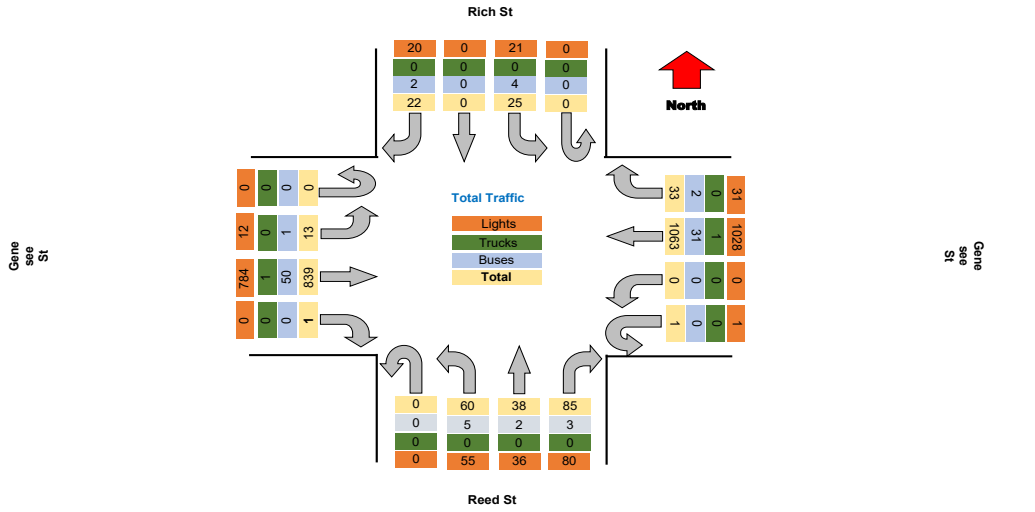 Rich St
20 0 21 0
0 0 0 0
2 0 4 0
22 0 25 0
North
0 0 0 0
12 0 1 13
784 1 50 839
0 0 0 1
Gene
see
St
Total Traffic
Lights
Trucks
Buses
Total
33 2 0 31
1063 31 1 1028
0 0 0 0
1 0 0 1
Gene
see
St
0 60 38 85
0 5 2 3
0 0 0 0
0 55 36 80
Reed St